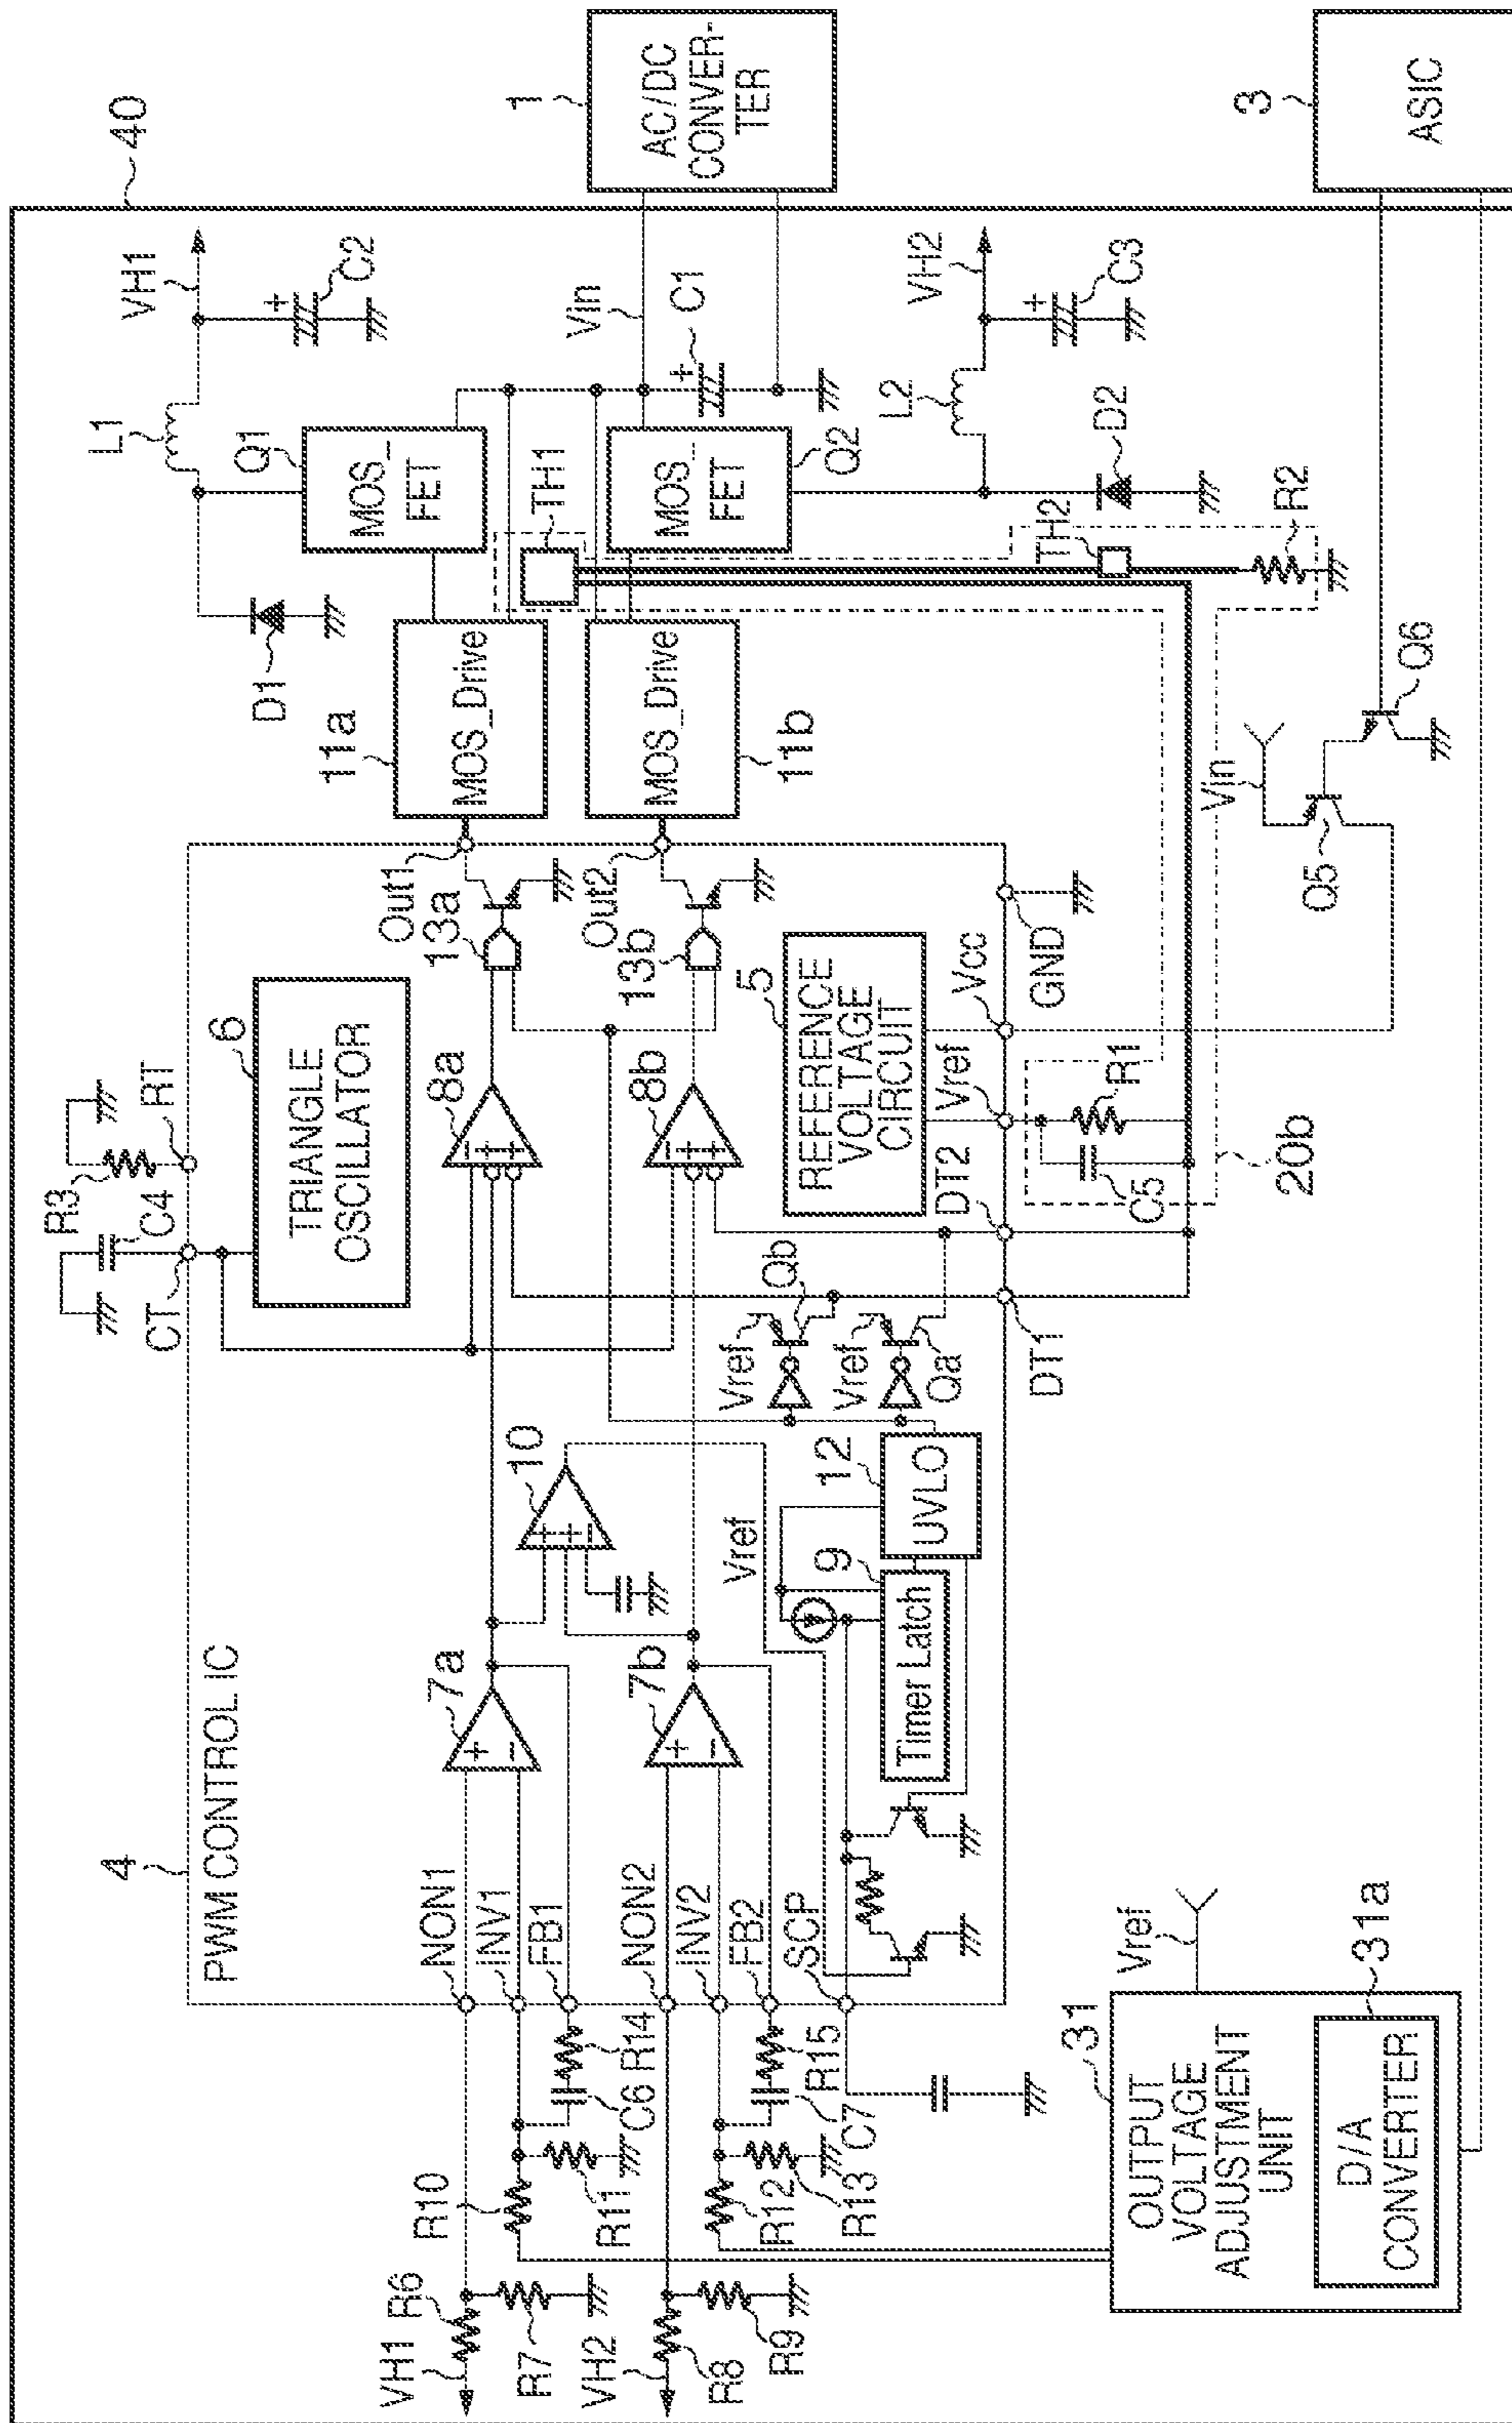 40
1
AC/DC
CONVER-
TER
3
ASIC
VH1
C2
L1
Q1
MOS_
FET
Vin
C1
VH2
C3
L2
Q2
MOS_
FET
D2
TH1
TH2
R2
D1
11a
MOS_Drive
MOS_Drive
11b
Vin
Q6
Q5
Out1
13a
Out2
13b
6
TRIANGLE
OSCILLATOR
RT
R3
C4
CT
8a
8b
5
REFERENCE
VOLTAGE
CIRCUIT
Vcc
GND
Vref
DT2
R1
C5
20b
Vref
Qb
Vref
Qa
DT1
10
12
UVLO
Vref
9
Timer Latch
4
PWM CONTROL IC
7a
+
−
7b
+
−
NON1
INV1
FB1
NON2
INV2
FB2
SCP
R14
C6
R10
R11
R15
C7
R12
R13
VH1
R6
R7
VH2
R8
R9
31
OUTPUT
VOLTAGE
ADJUSTMENT
UNIT
Vref
31a
D/A
CONVERTER